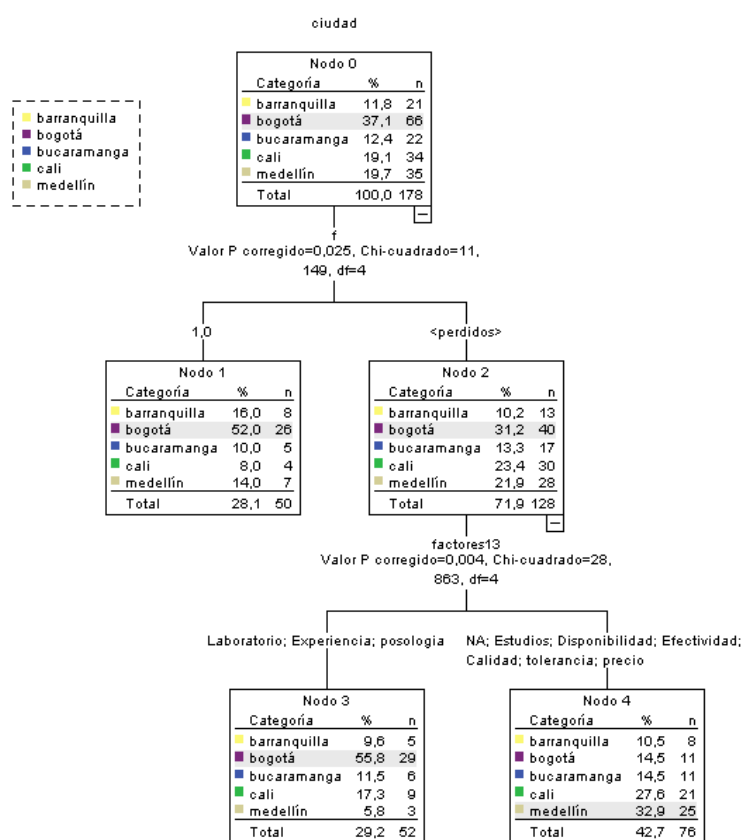 ciudad
barranquilla
bogotá
bucaramanga
cali
medellín
Nodo 0
Categoría % n
barranquilla 11,8 21
bogotá 37,1 66
bucaramanga 12,4 22
cali 19,1 34
medellín 19,7 35
Total 100,0 178
f
Valor P corregido=0,025, Chi-cuadrado=11,
149, df=4
1,0
<perdidos>
Nodo 1
Categoría % n
barranquilla 16,0 8
bogotá 52,0 26
bucaramanga 10,0 5
cali 8,0 4
medellín 14,0 7
Total 28,1 50
Nodo 2
Categoría % n
barranquilla 10,2 13
bogotá 31,2 40
bucaramanga 13,3 17
cali 23,4 30
medellín 21,9 28
Total 71,9 128
factores13
Valor P corregido=0,004, Chi-cuadrado=28,
863, df=4
Laboratorio; Experiencia; posologia
NA; Estudios; Disponibilidad; Efectividad;
Calidad; tolerancia; precio
Nodo 3
Categoría % n
barranquilla 9,6 5
bogotá 55,8 29
bucaramanga 11,5 6
cali 17,3 9
medellín 5,8 3
Total 29,2 52
Nodo 4
Categoría % n
barranquilla 10,5 8
bogotá 14,5 11
bucaramanga 14,5 11
cali 27,6 21
medellín 32,9 25
Total 42,7 76